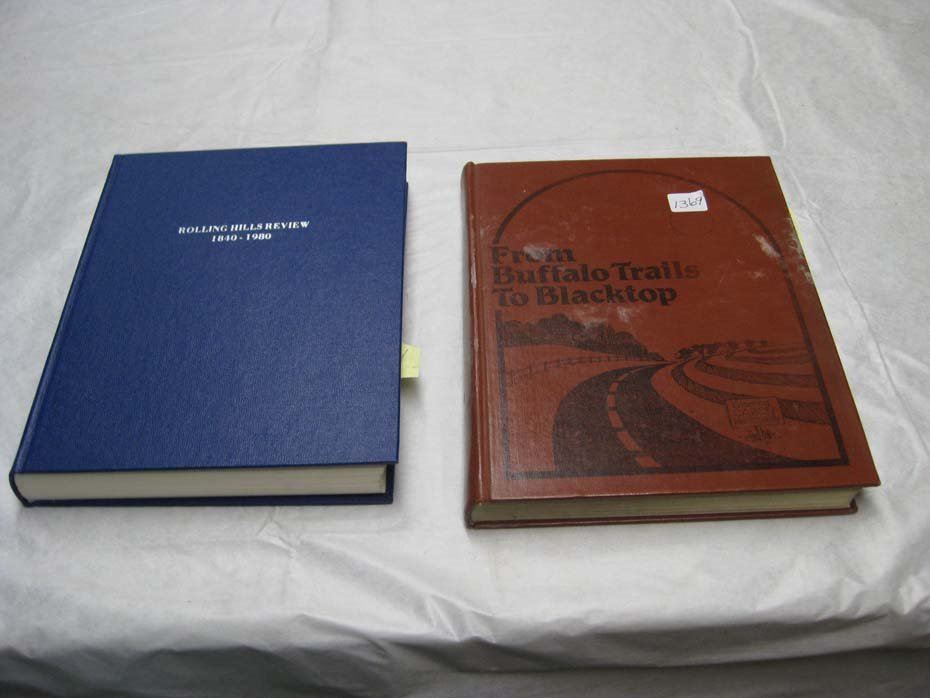 ROLLING HILLS REVIEW
1840 - 1980
1369
From
Buffalo Trails
To Blacktop